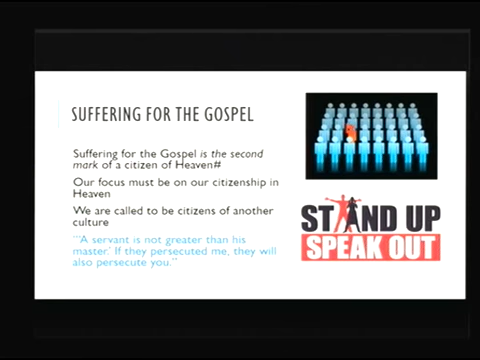 SUFFERING FOR THE GOSPEL
Suffering for the Gospel is the second
mark of a citizen of Heaven#
Our focus must be on our citizenship in
Heaven
We are called to be citizens of another
culture
"'A servant is not greater than his
master.' If they persecuted me, they will
also persecute you."
STAND UP
SPEAK OUT